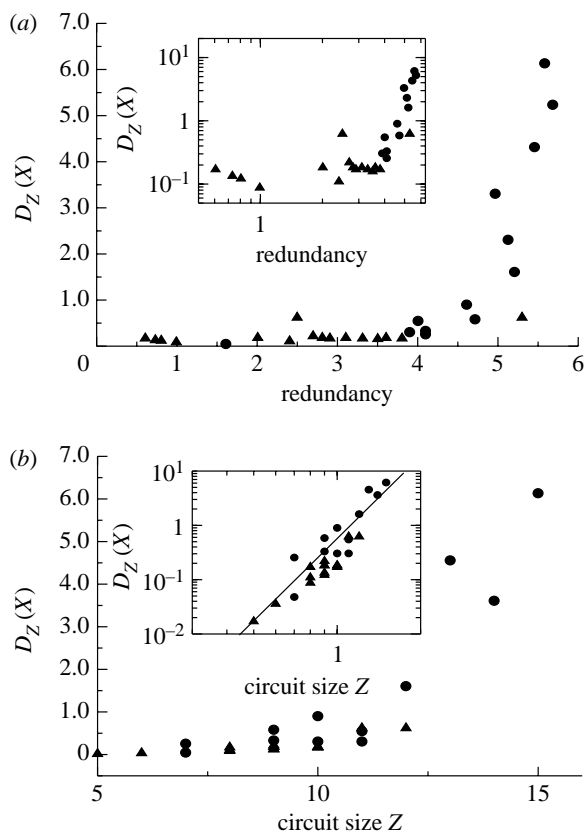 (a)
7.0
6.0
5.0
4.0
3.0
2.0
1.0
0
D_Z(X)
10^1
1
10^{-1}
D_Z(X)
1
redundancy
1 2 3 4 5 6
redundancy
(b)
7.0
6.0
5.0
4.0
3.0
2.0
1.0
0
D_Z(X)
10^1
1
10^{-1}
10^{-2}
D_Z(X)
1
circuit size Z
5 10 15
circuit size Z